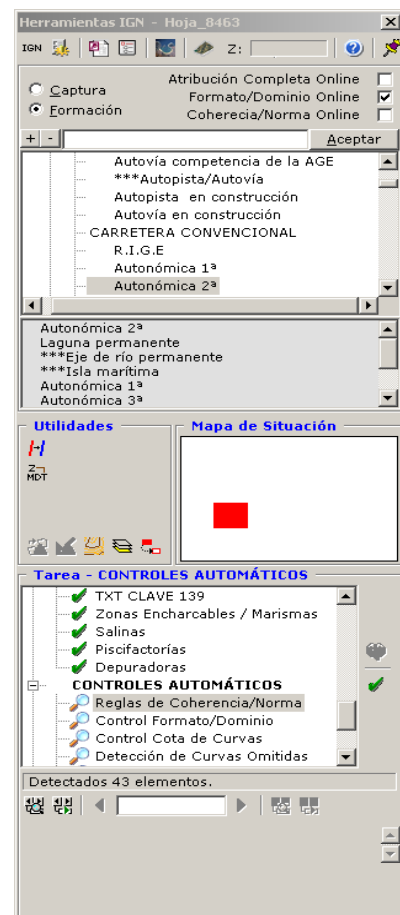 Herramientas IGN - Hoja_8463
IGN Z:
Captura
Formación
Atribución Completa Online
Formato/Dominio Online
Coherecia/Norma Online
+ - Aceptar
Autovía competencia de la AGE
***Autopista/Autovía
Autopista en construcción
Autovía en construcción
CARRETERA CONVENCIONAL
R.I.G.E
Autonómica 1ª
Autonómica 2ª
Autonómica 2ª
Laguna permanente
***Eje de río permanente
***Isla marítima
Autonómica 1ª
Autonómica 3ª
Utilidades
Z
MDT
Mapa de Situación
Tarea - CONTROLES AUTOMÁTICOS
TXT CLAVE 139
Zonas Encharcables / Marismas
Salinas
Piscifactorías
Depuradoras
CONTROLES AUTOMÁTICOS
Reglas de Coherencia/Norma
Control Formato/Dominio
Control Cota de Curvas
Detección de Curvas Omitidas
Detectados 43 elementos.